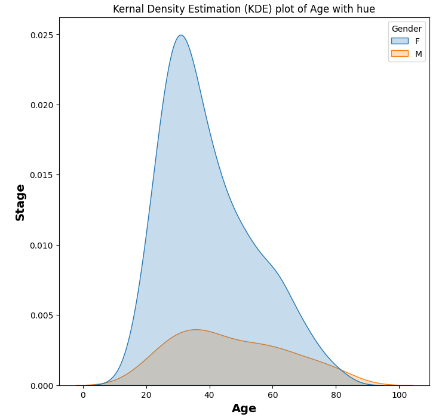 Kernal Density Estimation (KDE) plot of Age with hue
Gender
F
M
0.025
0.020
0.015
0.010
0.005
0.000
Stage
0 20 40 60 80 100
Age